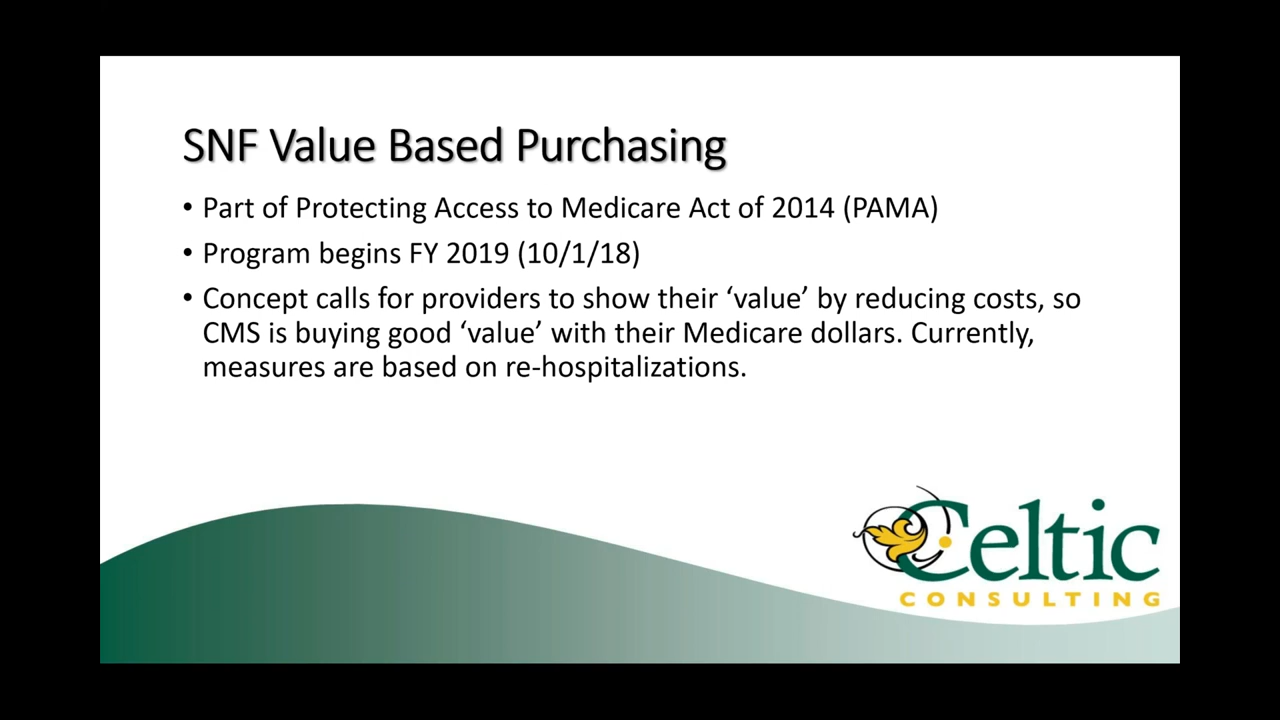 SNF Value Based Purchasing
• Part of Protecting Access to Medicare Act of 2014 (PAMA)
• Program begins FY 2019 (10/1/18)
• Concept calls for providers to show their ‘value’ by reducing costs, so
CMS is buying good ‘value’ with their Medicare dollars. Currently,
measures are based on re-hospitalizations.
Celtic
CONSULTING